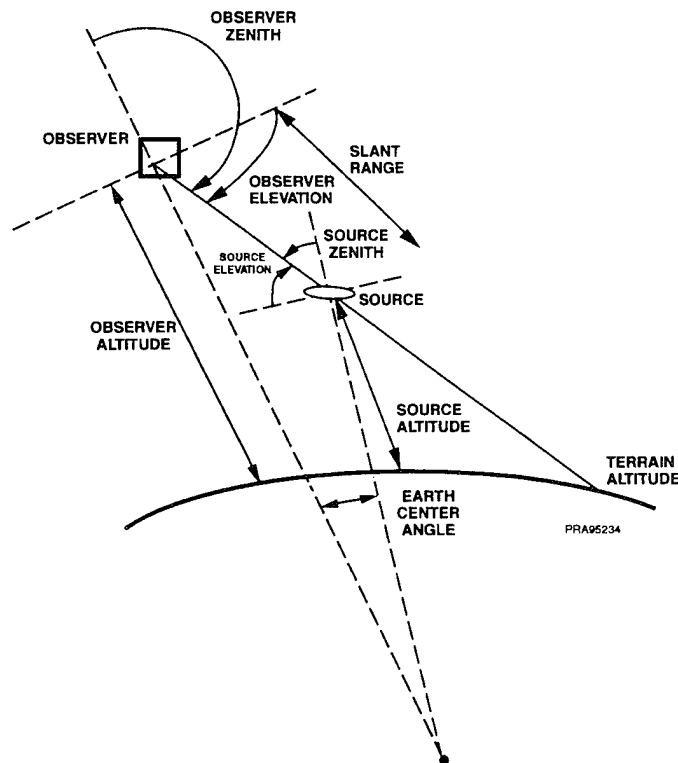 OBSERVER
ZENITH
OBSERVER
SLANT
RANGE
OBSERVER
ELEVATION
SOURCE
ZENITH
SOURCE
ELEVATION
SOURCE
OBSERVER
ALTITUDE
SOURCE
ALTITUDE
TERRAIN
ALTITUDE
EARTH
CENTER
ANGLE
PRA95234